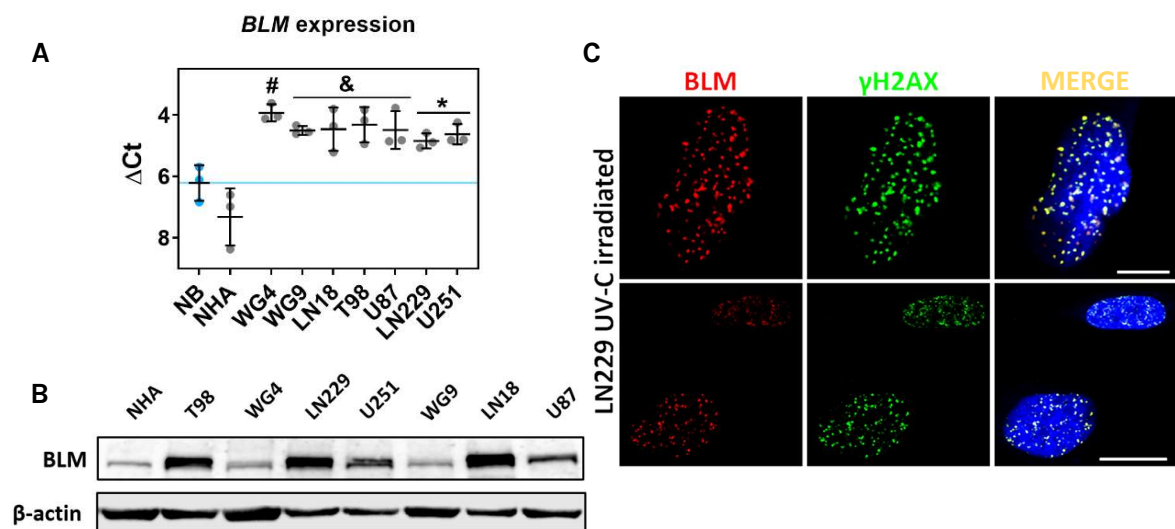 BLM expression
A
#
&
*
ΔCt
4
6
8
NB
NHA
WG4
WG9
LN18
T98
U87
LN229
U251
B
NHA
T98
WG4
LN229
U251
WG9
LN18
U87
BLM
β-actin
C
BLM
γH2AX
MERGE
LN229 UV-C irradiated